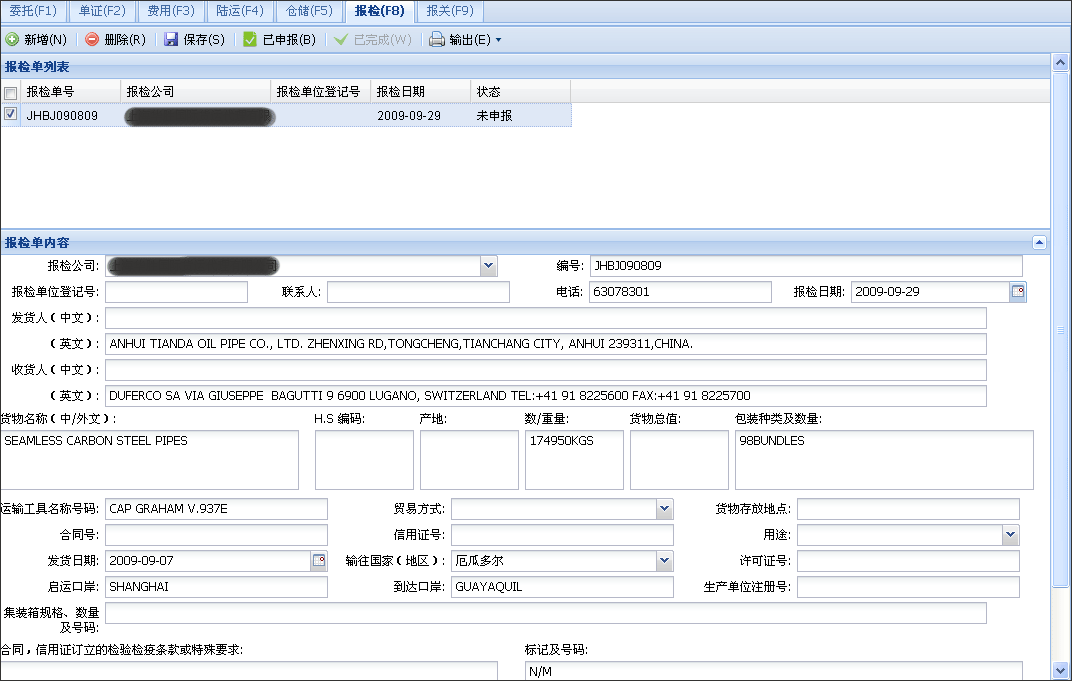 委托(F1) 单证(F2) 费用(F3) 陆运(F4) 仓储(F5) 报检(F8) 报关(F9)
新增(N) 删除(R) 保存(S) 已申报(B) 已完成(W) 输出(E)
报检单列表
报检单号 报检公司 报检单位登记号 报检日期 状态
JHBJ090809 2009-09-29 未申报
报检单内容
报检公司: 编号: JHBJ090809
报检单位登记号: 联系人: 电话: 63078301 报检日期: 2009-09-29
发货人(中文):
(英文): ANHUI TIANDA OIL PIPE CO., LTD. ZHENXING RD,TONGCHENG,TIANCHANG CITY, ANHUI 239311,CHINA.
收货人(中文):
(英文): DUFERCO SA VIA GIUSEPPE BAGUTTI 9 6900 LUGANO, SWITZERLAND TEL:+41 91 8225600 FAX:+41 91 8225700
货物名称(中/外文): H.S 编码: 产地: 数/重量: 货物总值: 包装种类及数量:
SEAMLESS CARBON STEEL PIPES 174950KGS 98BUNDLES
运输工具名称号码: CAP GRAHAM V.937E 贸易方式: 货物存放地点:
合同号: 信用证号: 用途:
发货日期: 2009-09-07 输往国家(地区): 厄瓜多尔 许可证号:
启运口岸: SHANGHAI 到达口岸: GUAYAQUIL 生产单位注册号:
集装箱规格、数量
及号码:
合同，信用证订立的检验检疫条款或特殊要求: 标记及号码:
N/M